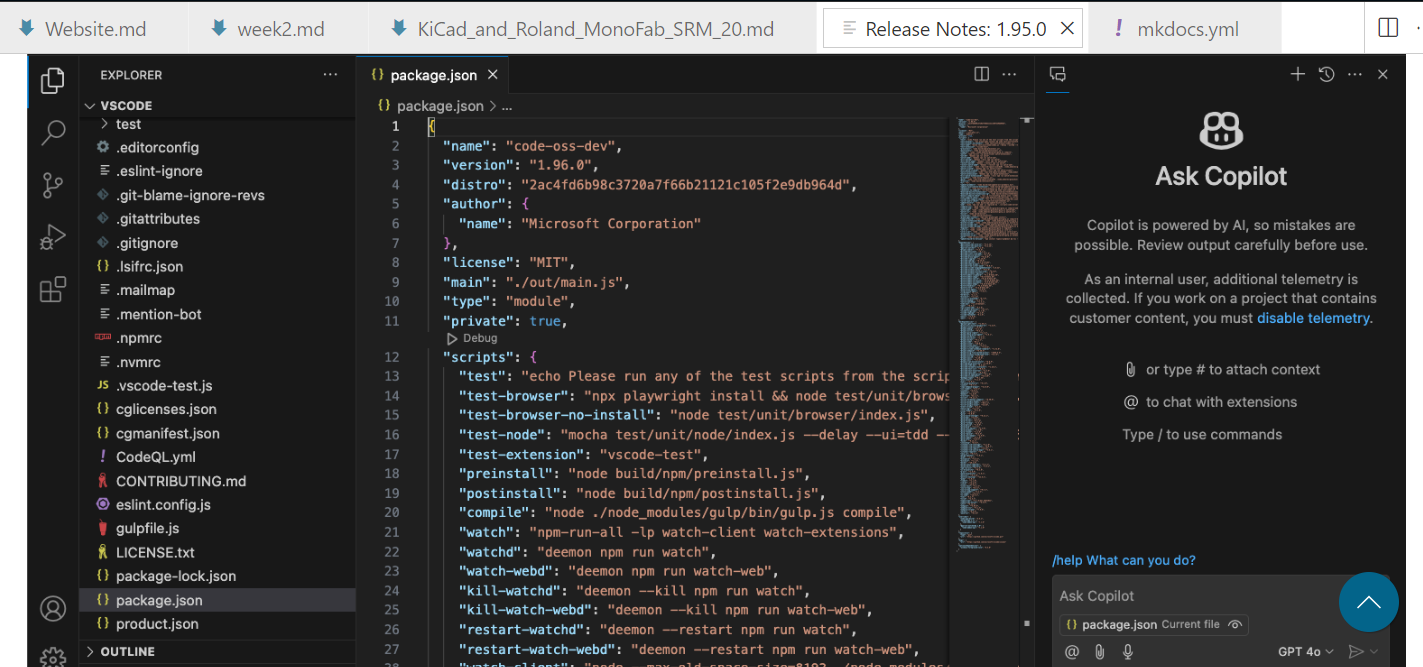 Website.md
week2.md
KiCad_and_Roland_MonoFab_SRM_20.md
Release Notes: 1.95.0
mkdocs.yml
EXPLORER
VSCODE
test
.editorconfig
.eslint-ignore
.git-blame-ignore-revs
.gitattributes
.gitignore
.lsifrc.json
.mailmap
.mention-bot
.npmrc
.nvmrc
.vscode-test.js
cglicenses.json
cgmanifest.json
CodeQL.yml
CONTRIBUTING.md
eslint.config.js
gulpfile.js
LICENSE.txt
package-lock.json
package.json
product.json
OUTLINE
{} package.json
{} package.json > ...
1 {
2 "name": "code-oss-dev",
3 "version": "1.96.0",
4 "distro": "2ac4fd6b98c3720a7f66b21121c105f2e9db964d",
5 "author": {
6 "name": "Microsoft Corporation"
7 },
8 "license": "MIT",
9 "main": "./out/main.js",
10 "type": "module",
11 "private": true,
Debug
12 "scripts": {
13 "test": "echo Please run any of the test scripts from the scrip
14 "test-browser": "npx playwright install && node test/unit/brows
15 "test-browser-no-install": "node test/unit/browser/index.js",
16 "test-node": "mocha test/unit/node/index.js --delay --ui=tdd --
17 "test-extension": "vscode-test",
18 "preinstall": "node build/npm/preinstall.js",
19 "postinstall": "node build/npm/postinstall.js",
20 "compile": "node ./node_modules/gulp/bin/gulp.js compile",
21 "watch": "npm-run-all -lp watch-client watch-extensions",
22 "watchd": "deemon npm run watch",
23 "watch-webd": "deemon npm run watch-web",
24 "kill-watchd": "deemon --kill npm run watch",
25 "kill-watch-webd": "deemon --kill npm run watch-web",
26 "restart-watchd": "deemon --restart npm run watch",
27 "restart-watch-webd": "deemon --restart npm run watch-web",
Ask Copilot
Copilot is powered by AI, so mistakes are
possible. Review output carefully before use.
As an internal user, additional telemetry is
collected. If you work on a project that contains
customer content, you must disable telemetry.
or type # to attach context
@ to chat with extensions
Type / to use commands
/help What can you do?
Ask Copilot
{} package.json Current file
GPT 4o